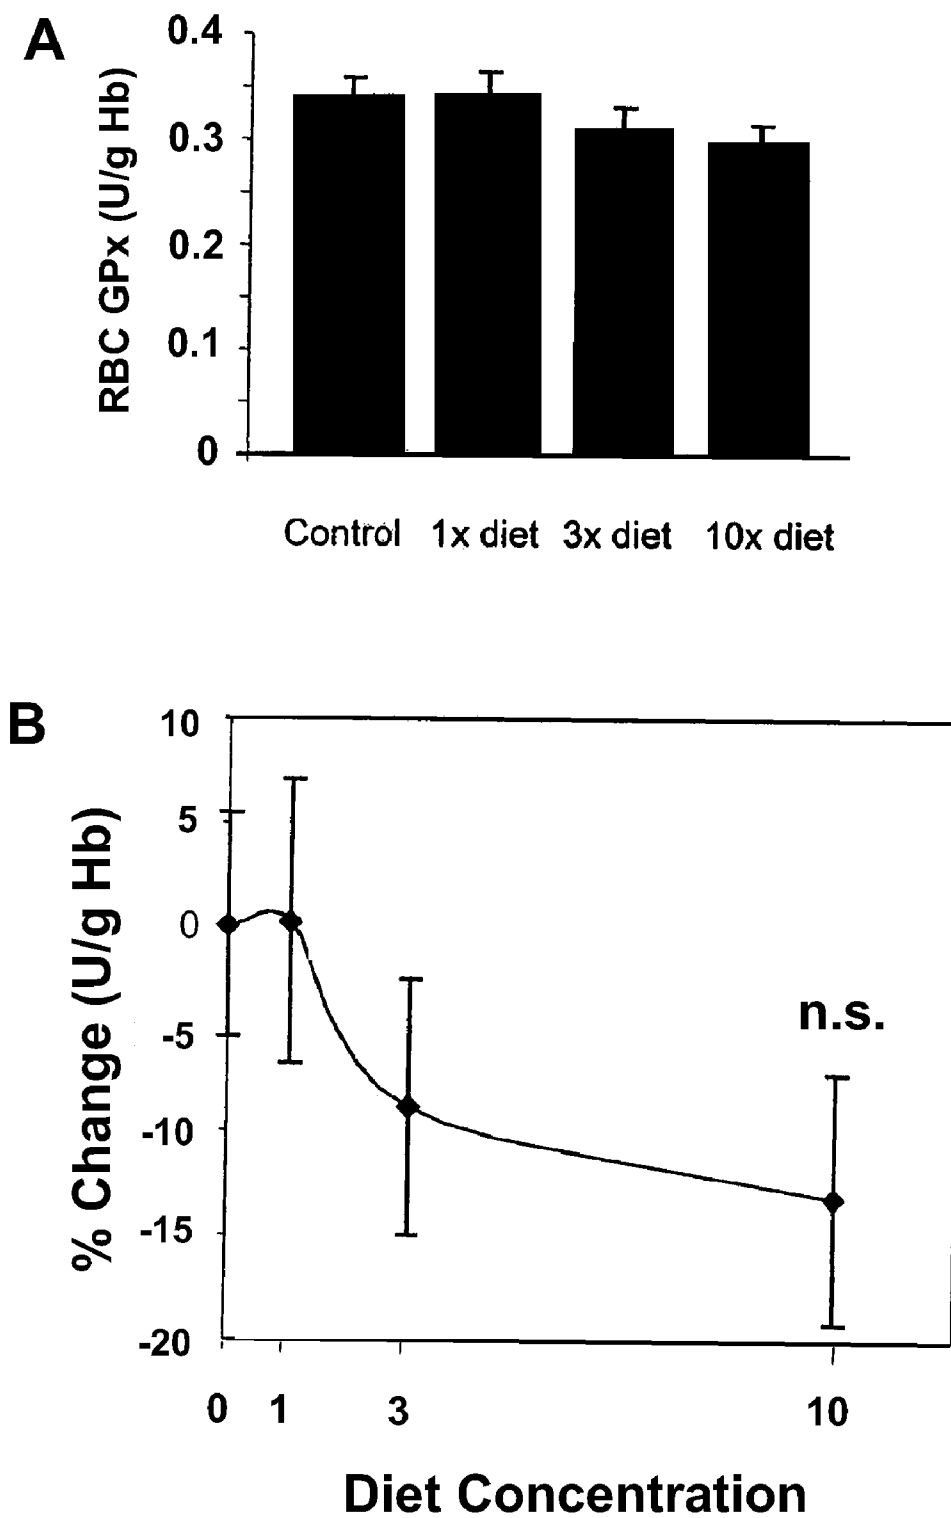 A
RBC GPx (U/g Hb)
0.4
0.3
0.2
0.1
0
Control 1x diet 3x diet 10x diet
B
% Change (U/g Hb)
10
5
0
-5
-10
-15
-20
n.s.
0 1 3 10
Diet Concentration